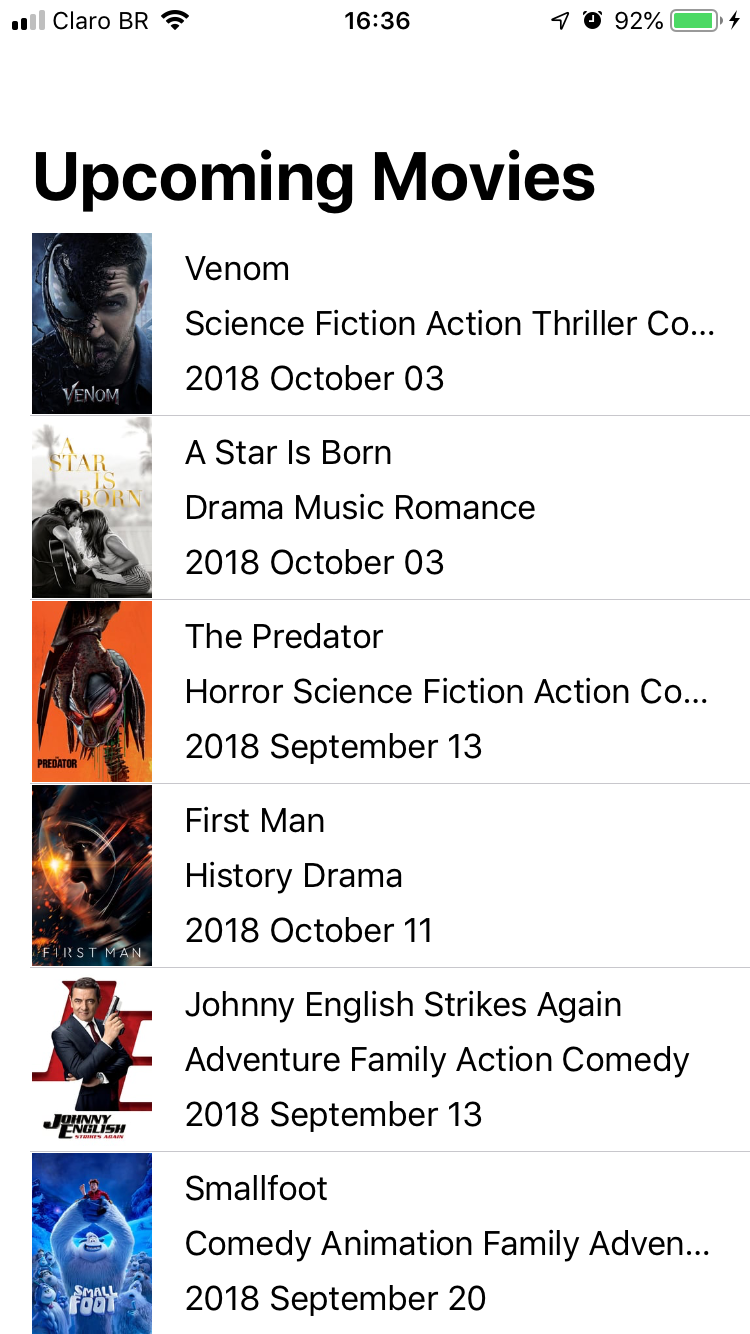 Claro BR 16:36 92%
Upcoming Movies
VENOM
Venom
Science Fiction Action Thriller Co...
2018 October 03
A
STAR
IS
BORN
A Star Is Born
Drama Music Romance
2018 October 03
PREDATOR
The Predator
Horror Science Fiction Action Co...
2018 September 13
FIRST MAN
First Man
History Drama
2018 October 11
JOHNNY
ENGLISH
STRIKES AGAIN
Johnny English Strikes Again
Adventure Family Action Comedy
2018 September 13
SMALL
FOOT
Smallfoot
Comedy Animation Family Adven...
2018 September 20